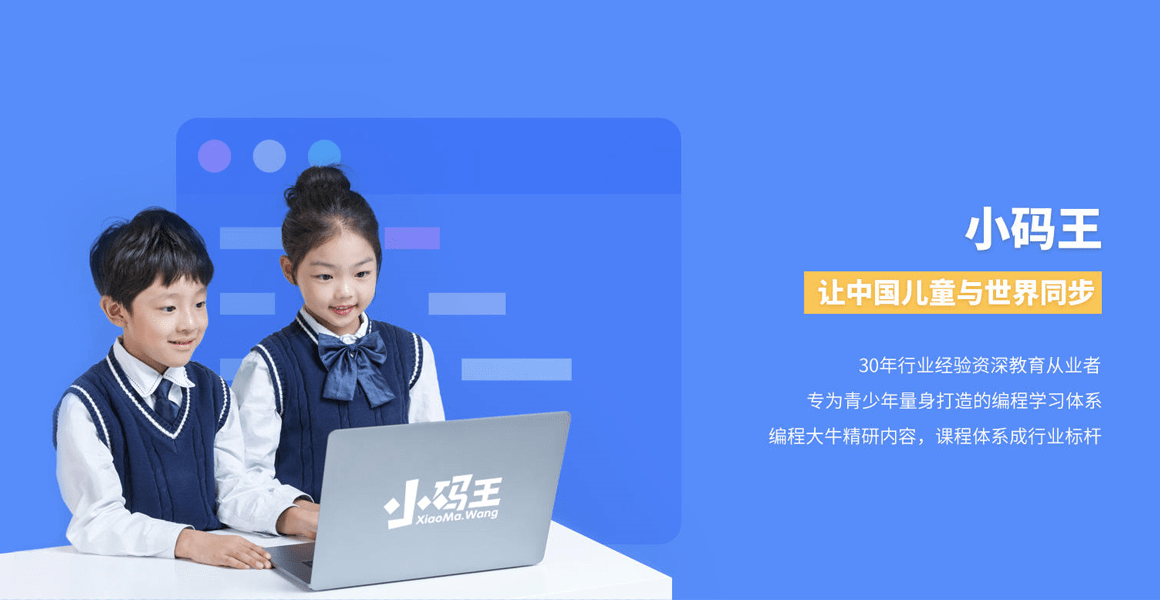 小码王
让中国儿童与世界同步
30年行业经验资深教育从业者
专为青少年量身打造的编程学习体系
编程大牛精研内容，课程体系成行业标杆
小码王
XiaoMa.Wang